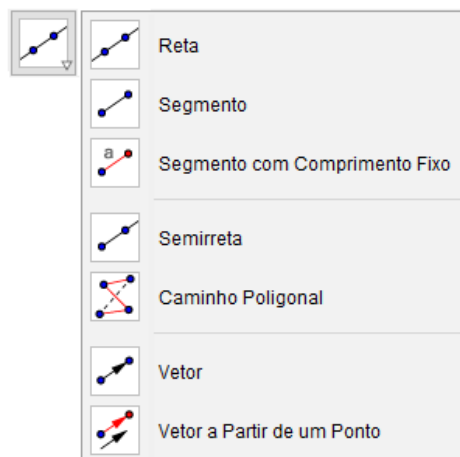 Reta
Segmento
a
Segmento com Comprimento Fixo
Semirreta
Caminho Poligonal
Vetor
Vetor a Partir de um Ponto